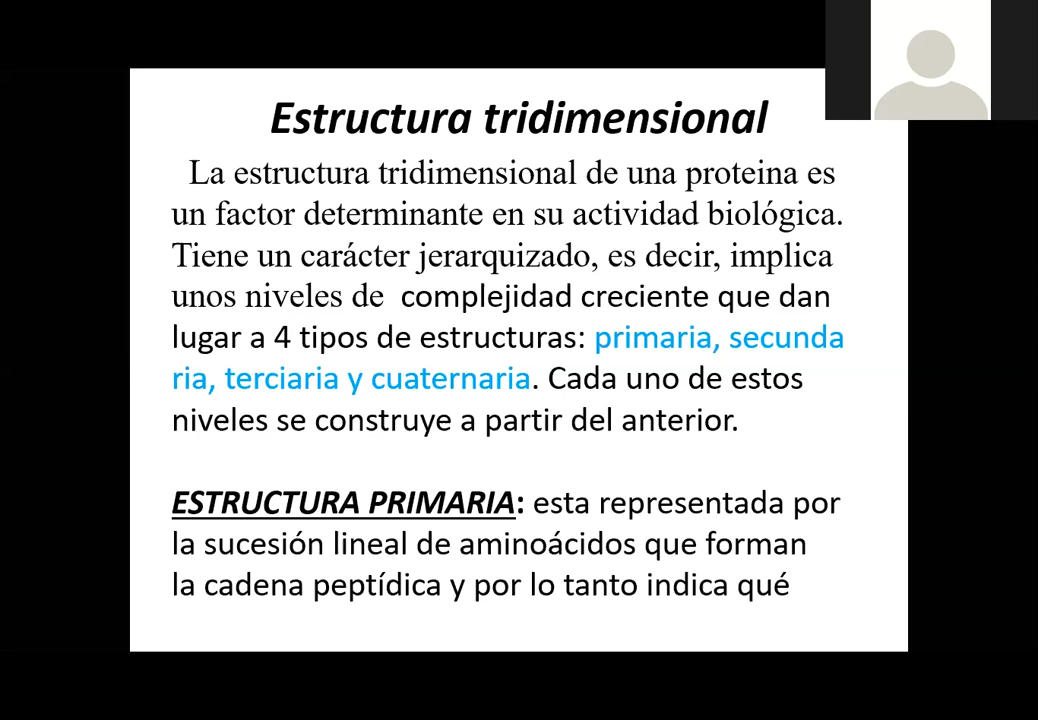 Estructura tridimensional
La estructura tridimensional de una proteina es
un factor determinante en su actividad biológica.
Tiene un carácter jerarquizado, es decir, implica
unos niveles de complejidad creciente que dan
lugar a 4 tipos de estructuras: primaria, secunda
ria, terciaria y cuaternaria. Cada uno de estos
niveles se construye a partir del anterior.
ESTRUCTURA PRIMARIA: esta representada por
la sucesión lineal de aminoácidos que forman
la cadena peptídica y por lo tanto indica qué